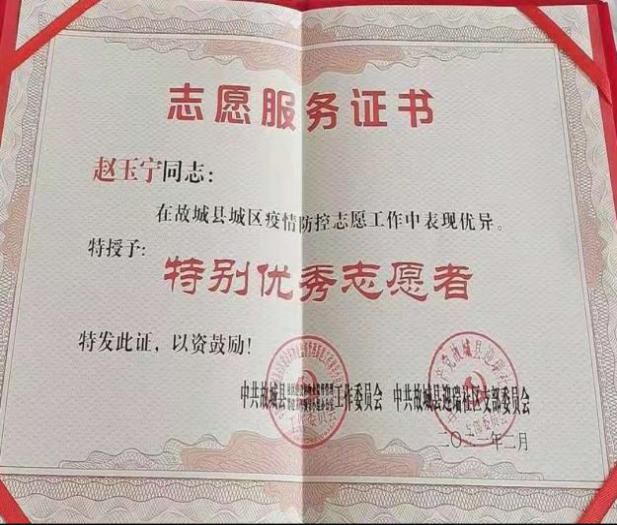 志愿服务证书
赵玉宁同志：
在故城县城区疫情防控志愿工作中表现优异。
特授予：
特别优秀志愿者
特发此证，以资鼓励！
中共故城县 工作委员会 中共故城县迎瑞社区支部委员会
二〇二一年二月